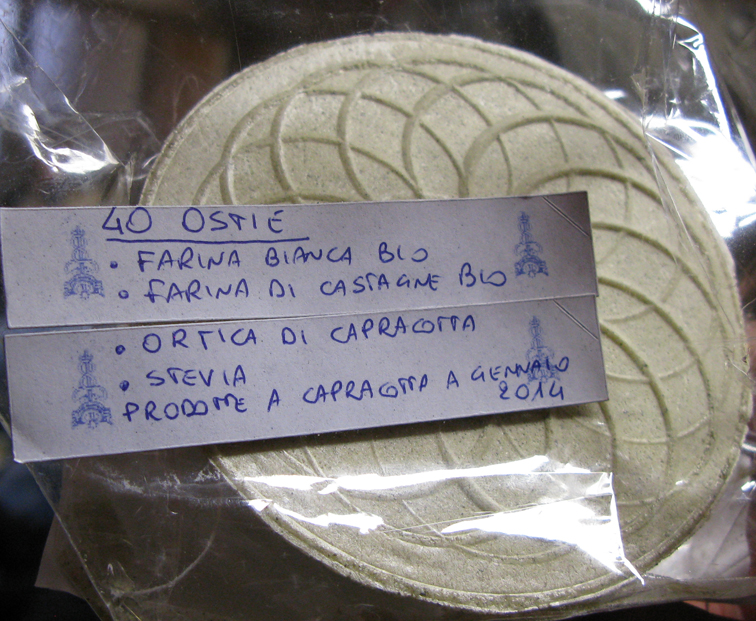 40 OSTIE
• FARINA BIANCA BIO
• FARINA DI CASTAGNE BIO
• ORTICA DI CAPRACOTTA
• STEVIA
PRODOTTE A CAPRACOTTA A GENNAIO
2014